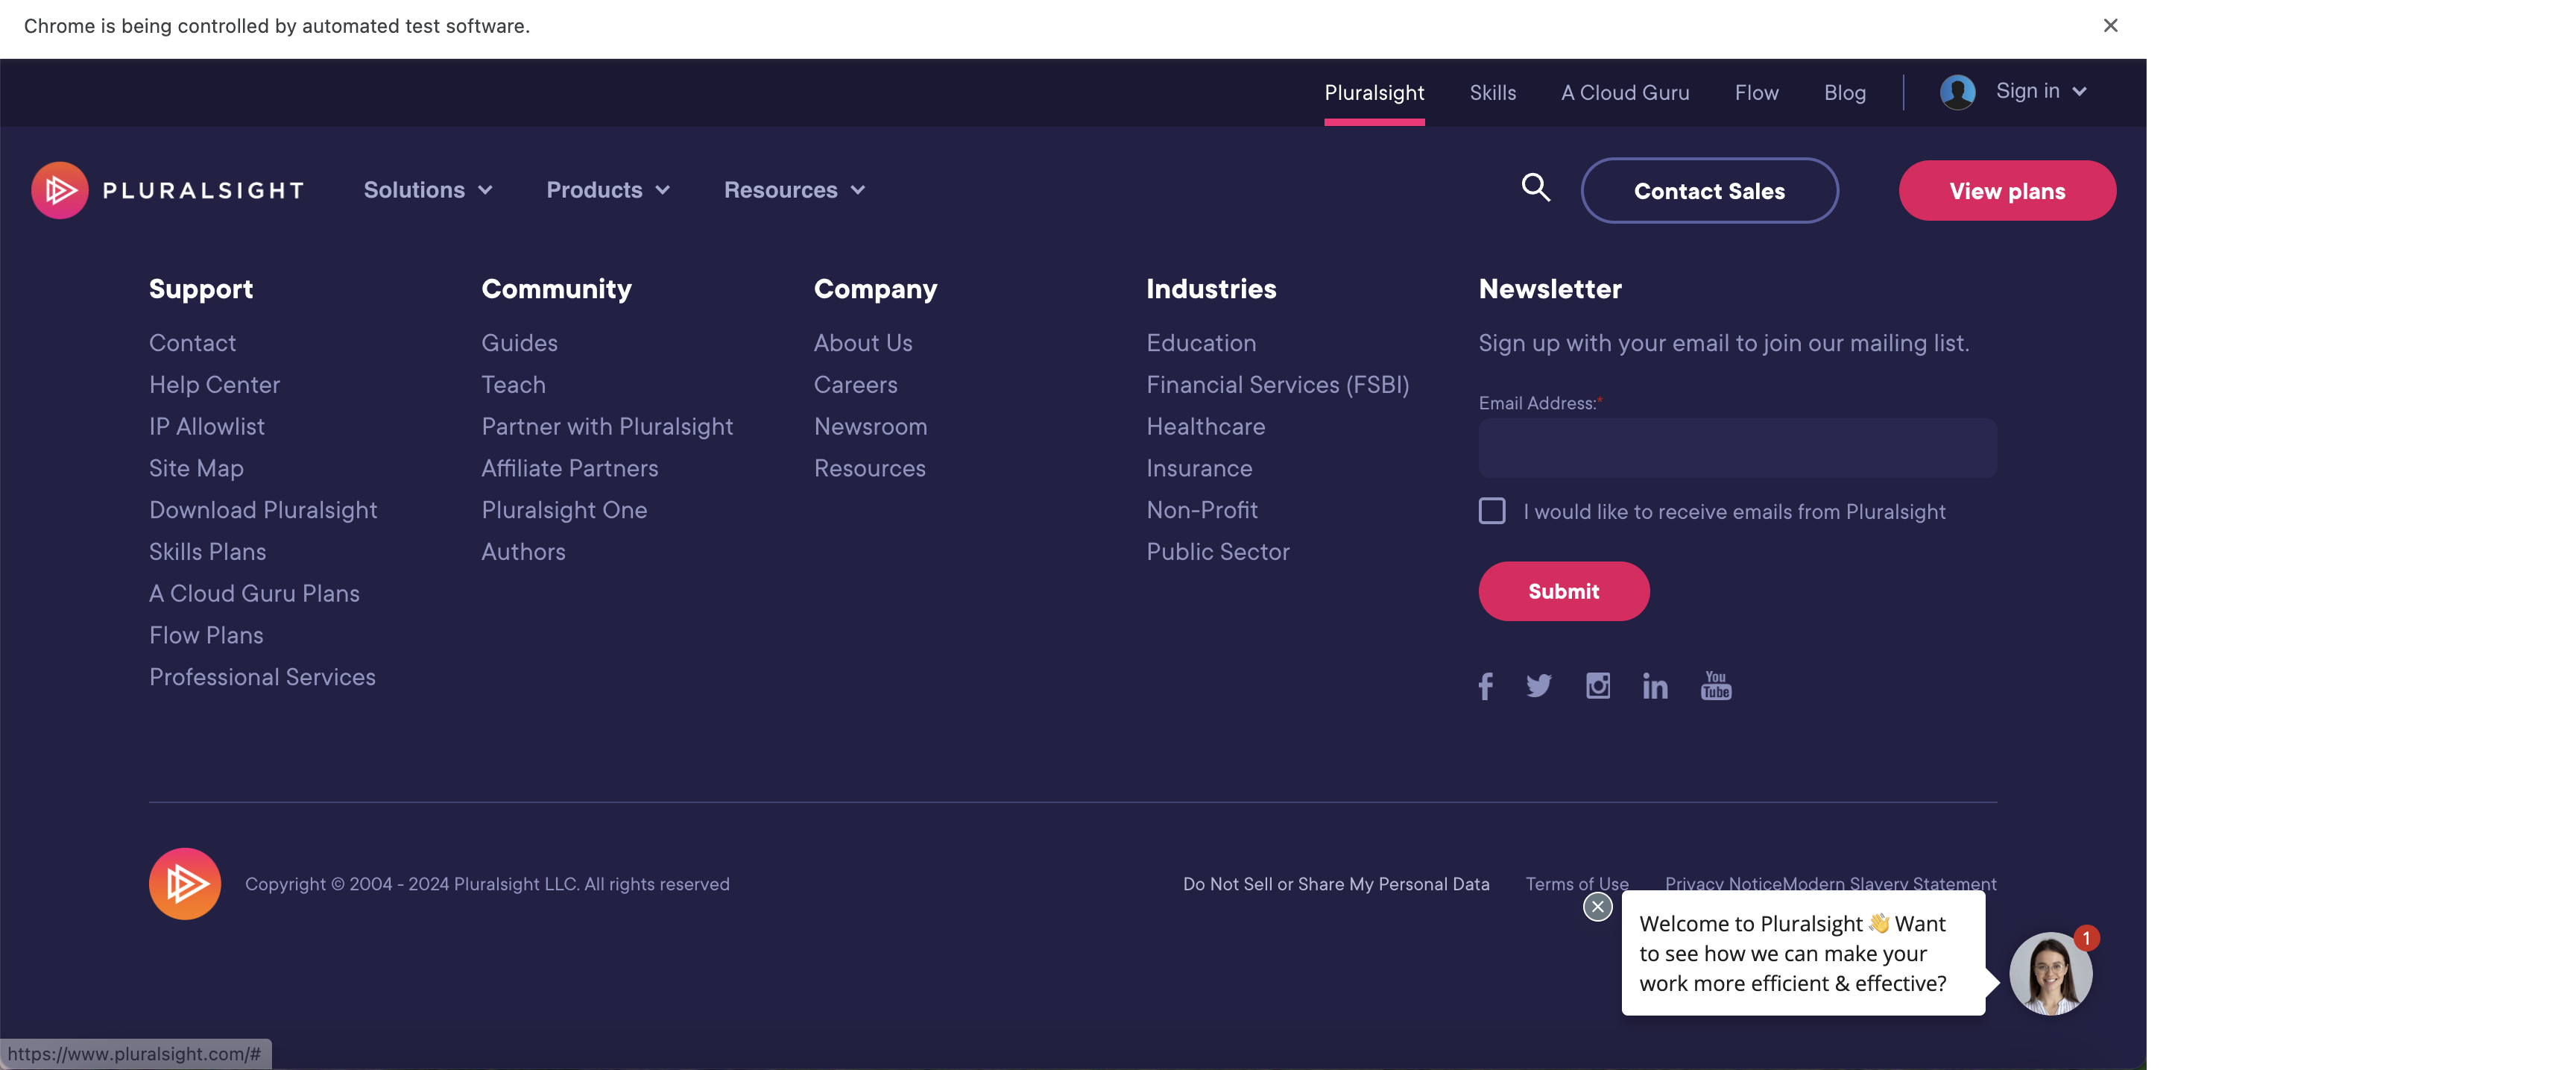 Chrome is being controlled by automated test software.
Pluralsight Skills A Cloud Guru Flow Blog Sign in
PLURALSIGHT Solutions Products Resources Contact Sales View plans
Support
Contact
Help Center
IP Allowlist
Site Map
Download Pluralsight
Skills Plans
A Cloud Guru Plans
Flow Plans
Professional Services
Community
Guides
Teach
Partner with Pluralsight
Affiliate Partners
Pluralsight One
Authors
Company
About Us
Careers
Newsroom
Resources
Industries
Education
Financial Services (FSBI)
Healthcare
Insurance
Non-Profit
Public Sector
Newsletter
Sign up with your email to join our mailing list.
Email Address:*
I would like to receive emails from Pluralsight
Submit
You
Tube
Copyright © 2004 - 2024 Pluralsight LLC. All rights reserved
Do Not Sell or Share My Personal Data Terms of Use Privacy NoticeModern Slavery Statement
Welcome to Pluralsight 👋 Want
to see how we can make your
work more efficient & effective?
1
https://www.pluralsight.com/#